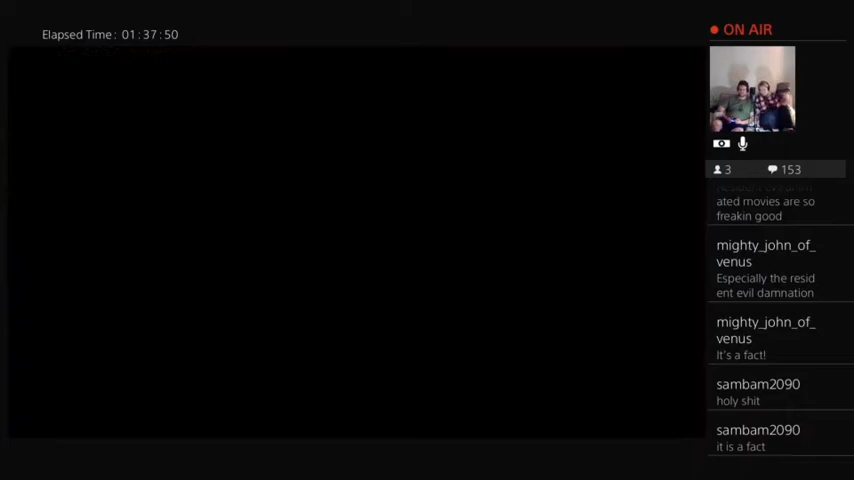 Elapsed Time: 01:37:50
ON AIR
3 153
ated movies are so
freakin good
mighty_john_of_
venus
Especially the resid
ent evil damnation
mighty_john_of_
venus
It's a fact!
sambam2090
holy shit
sambam2090
it is a fact